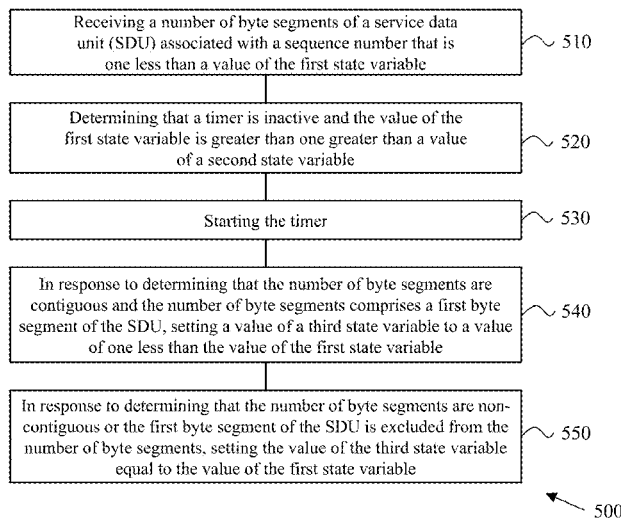 Receiving a number of byte segments of a service data
unit (SDU) associated with a sequence number that is
one less than a value of the first state variable
510
Determining that a timer is inactive and the value of the
first state variable is greater than one greater than a value
of a second state variable
520
Starting the timer
530
In response to determining that the number of byte segments are
contiguous and the number of byte segments comprises a first byte
segment of the SDU, setting a value of a third state variable to a value
of one less than the value of the first state variable
540
In response to determining that the number of byte segments are non-
contiguous or the first byte segment of the SDU is excluded from the
number of byte segments, setting the value of the third state variable
equal to the value of the first state variable
550
500